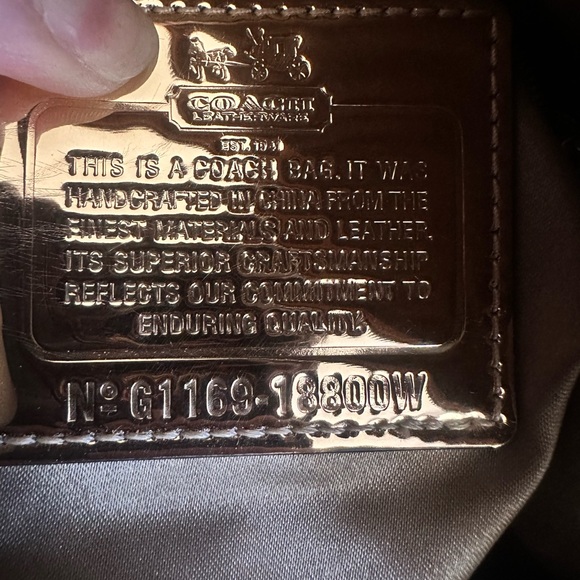 COACH
LEATHERWARE
EST. 1941
THIS IS A COACH BAG. IT WAS
HANDCRAFTED IN CHINA FROM THE
FINEST MATERIALS AND LEATHER.
ITS SUPERIOR CRAFTSMANSHIP
REFLECTS OUR COMMITMENT TO
ENDURING QUALITY.
Nº G1169-18800W